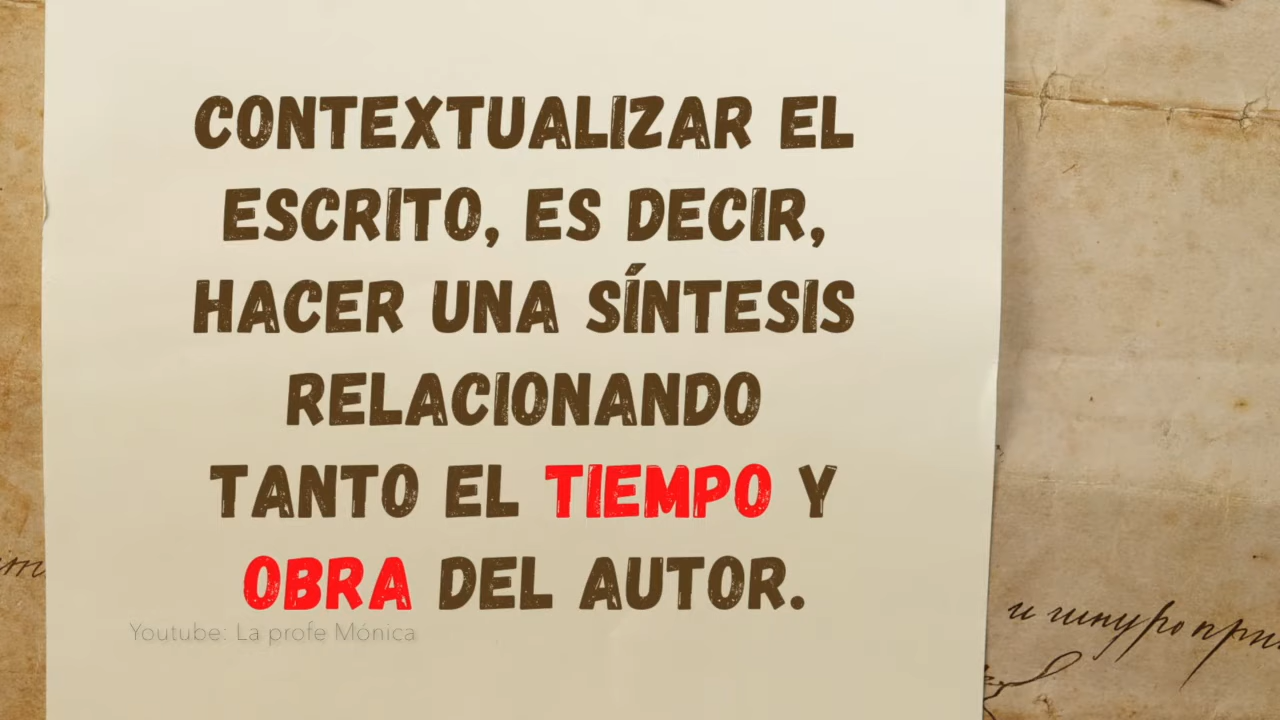 CONTEXTUALIZAR EL
ESCRITO, ES DECIR,
HACER UNA SÍNTESIS
RELACIONANDO
TANTO EL TIEMPO Y
OBRA DEL AUTOR.
Youtube: La profe Mónica